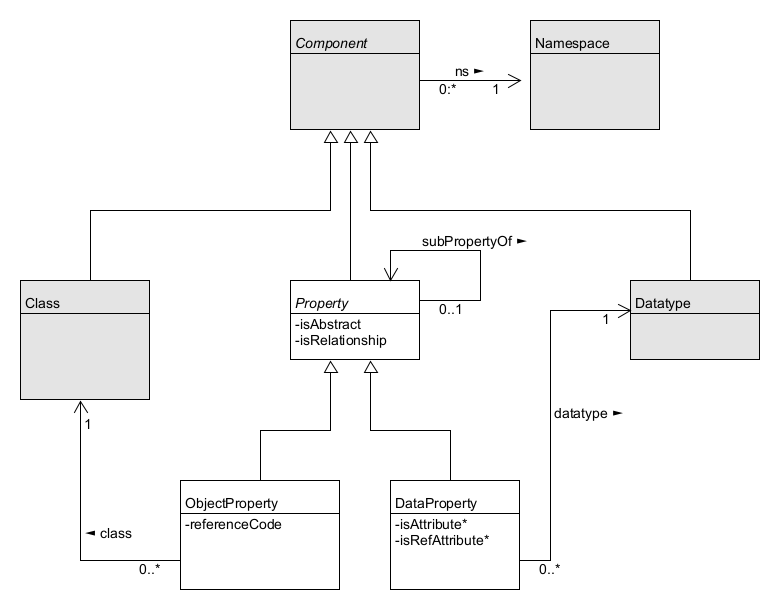 Component
Namespace
ns ►
0:* 1
subPropertyOf ►
Class
Property
Datatype
-isAbstract
-isRelationship
0..1
1
1
datatype ►
ObjectProperty
DataProperty
-referenceCode
-isAttribute*
-isRefAttribute*
◄ class
0..*
0..*